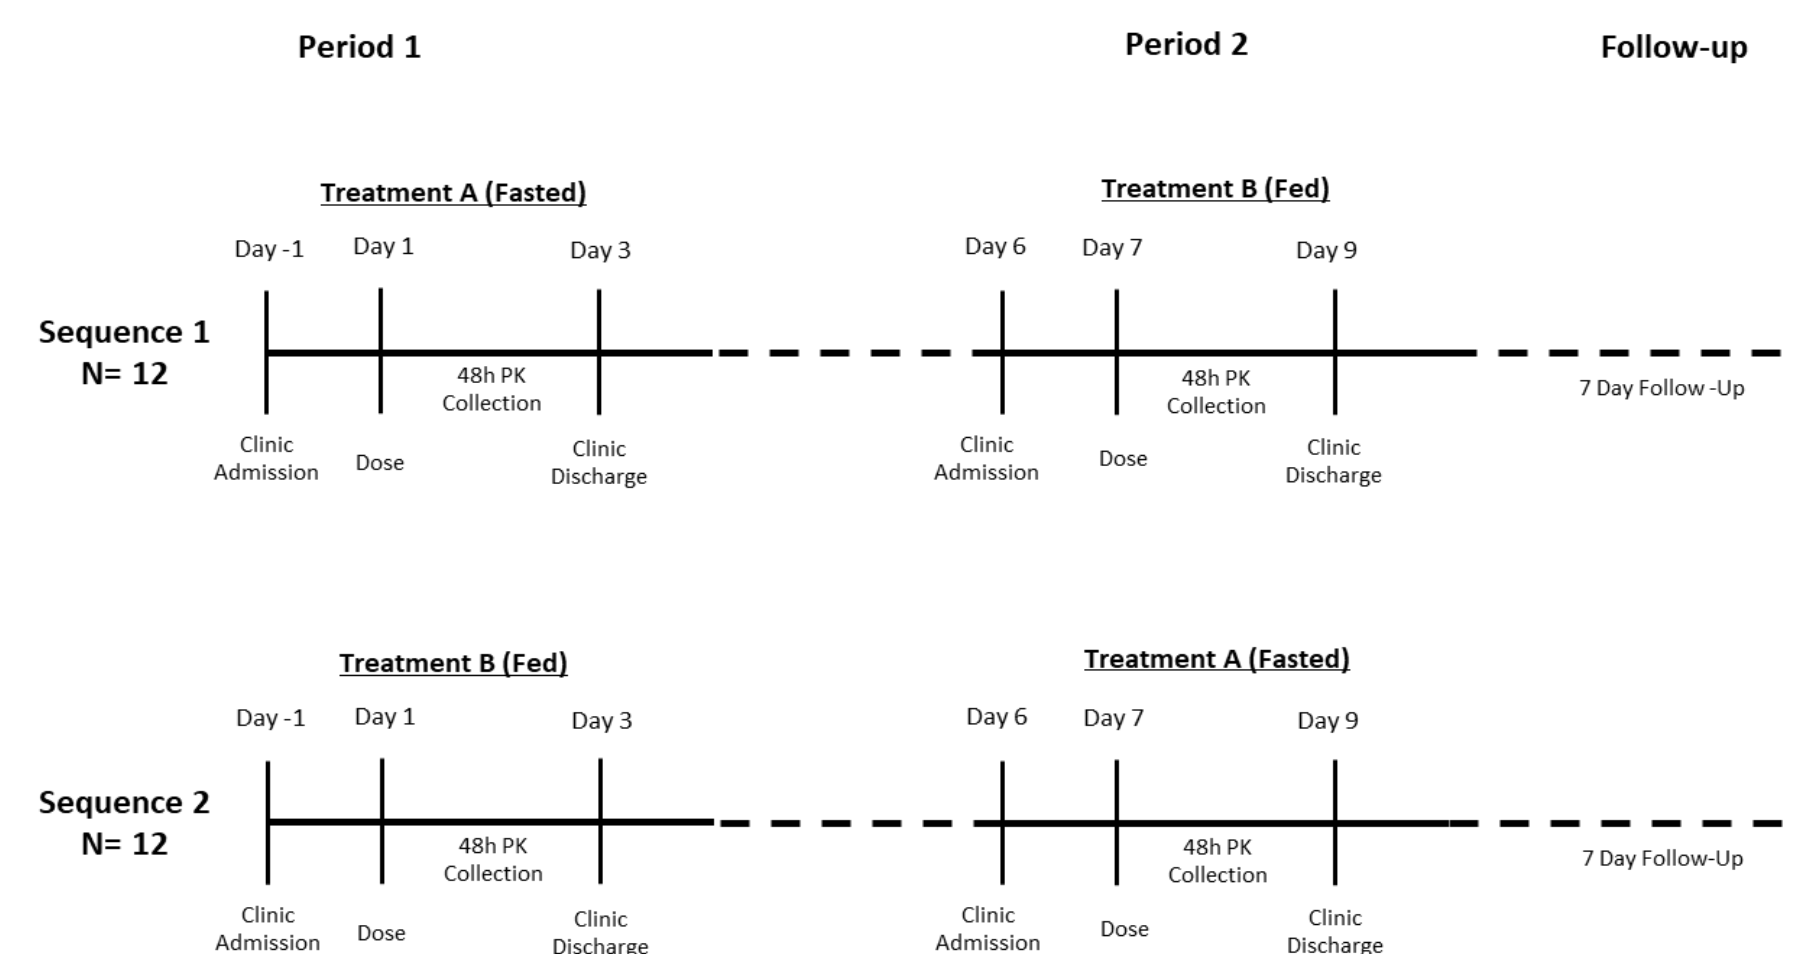 Period 1
Period 2
Follow-up
Treatment A (Fasted)
Treatment B (Fed)
Day -1
Day 1
Day 3
Day 6
Day 7
Day 9
Sequence 1
N= 12
48h PK
Collection
48h PK
Collection
7 Day Follow -Up
Clinic
Admission
Dose
Clinic
Discharge
Clinic
Admission
Dose
Clinic
Discharge
Treatment B (Fed)
Treatment A (Fasted)
Day -1
Day 1
Day 3
Day 6
Day 7
Day 9
Sequence 2
N= 12
48h PK
Collection
48h PK
Collection
7 Day Follow-Up
Clinic
Admission
Dose
Clinic
Discharge
Clinic
Admission
Dose
Clinic
Discharge